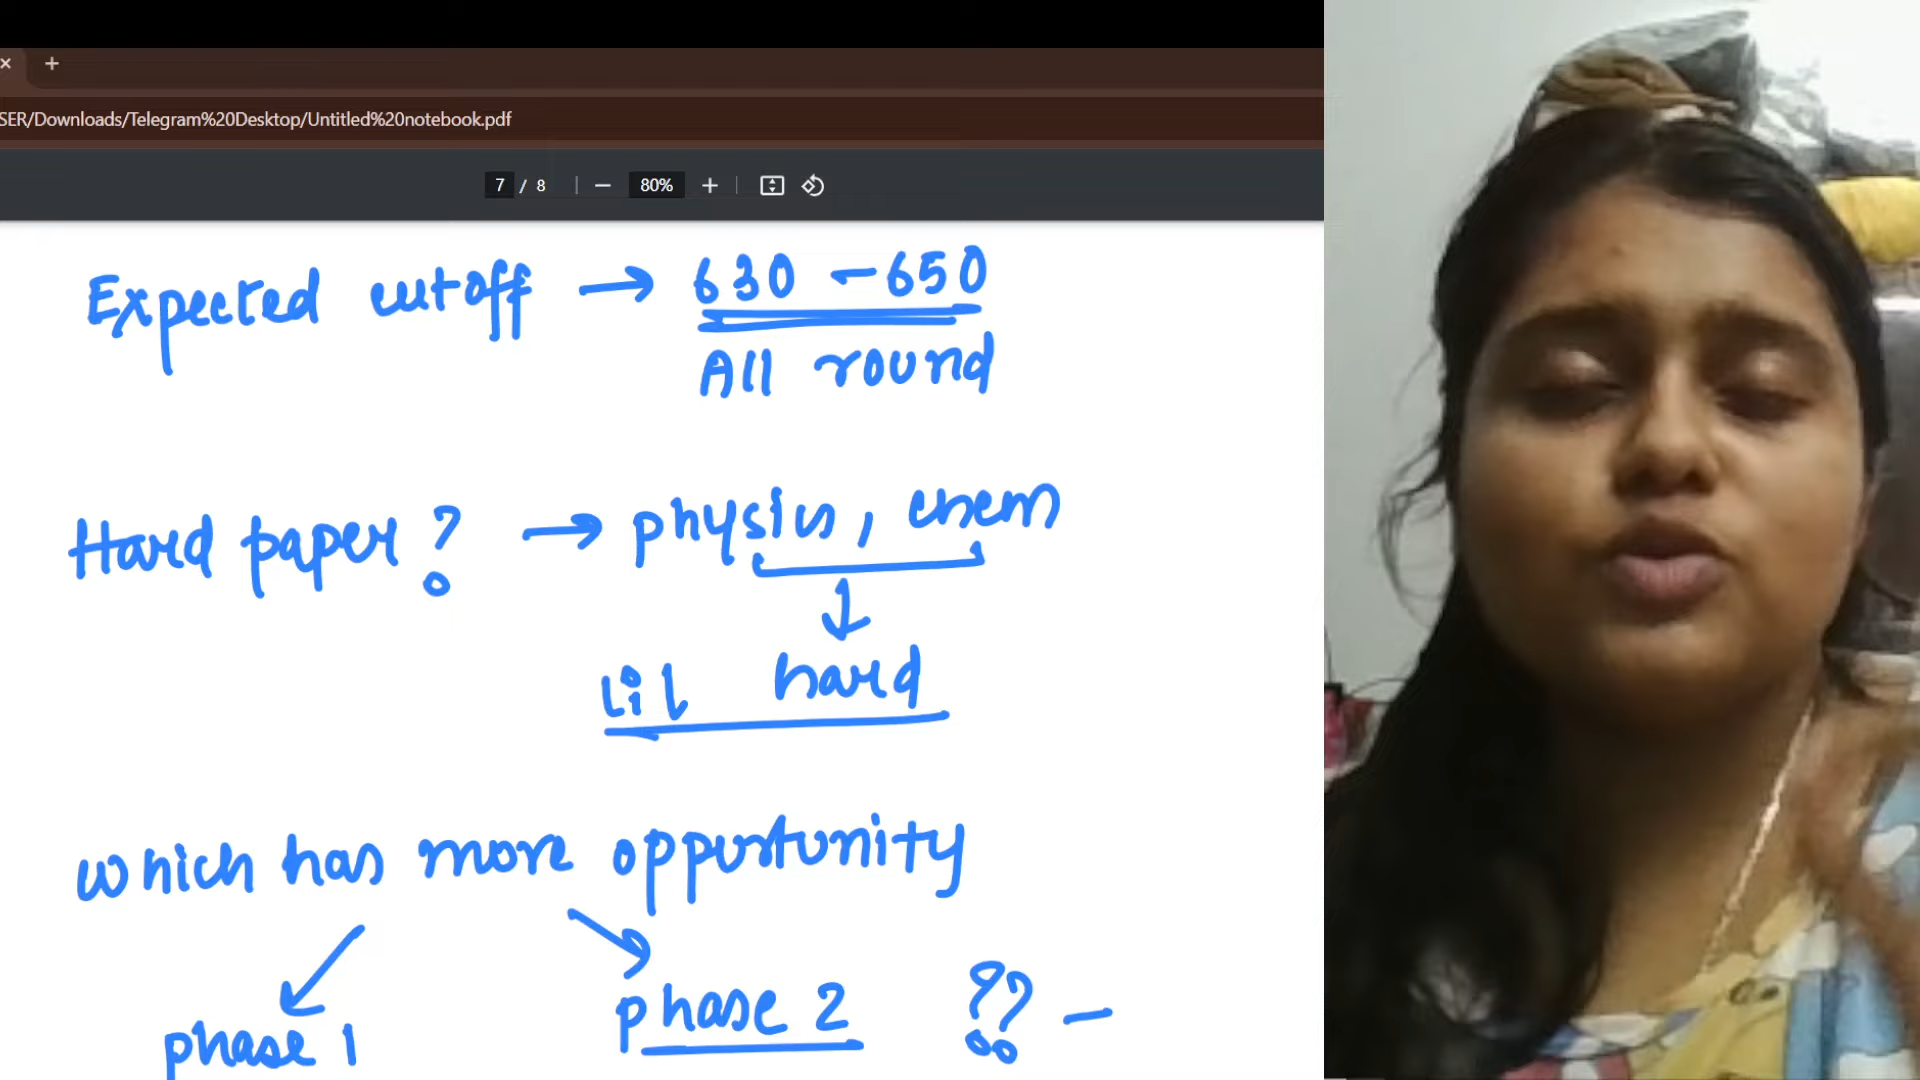 SER/Downloads/Telegram%20Desktop/Untitled%20notebook.pdf
7 / 8 80%
Expected cutoff → 630 - 650
All round
Hard paper? → physics, chem
Lil hard
which has more oppurtunity
phase 1 phase 2 ?? -